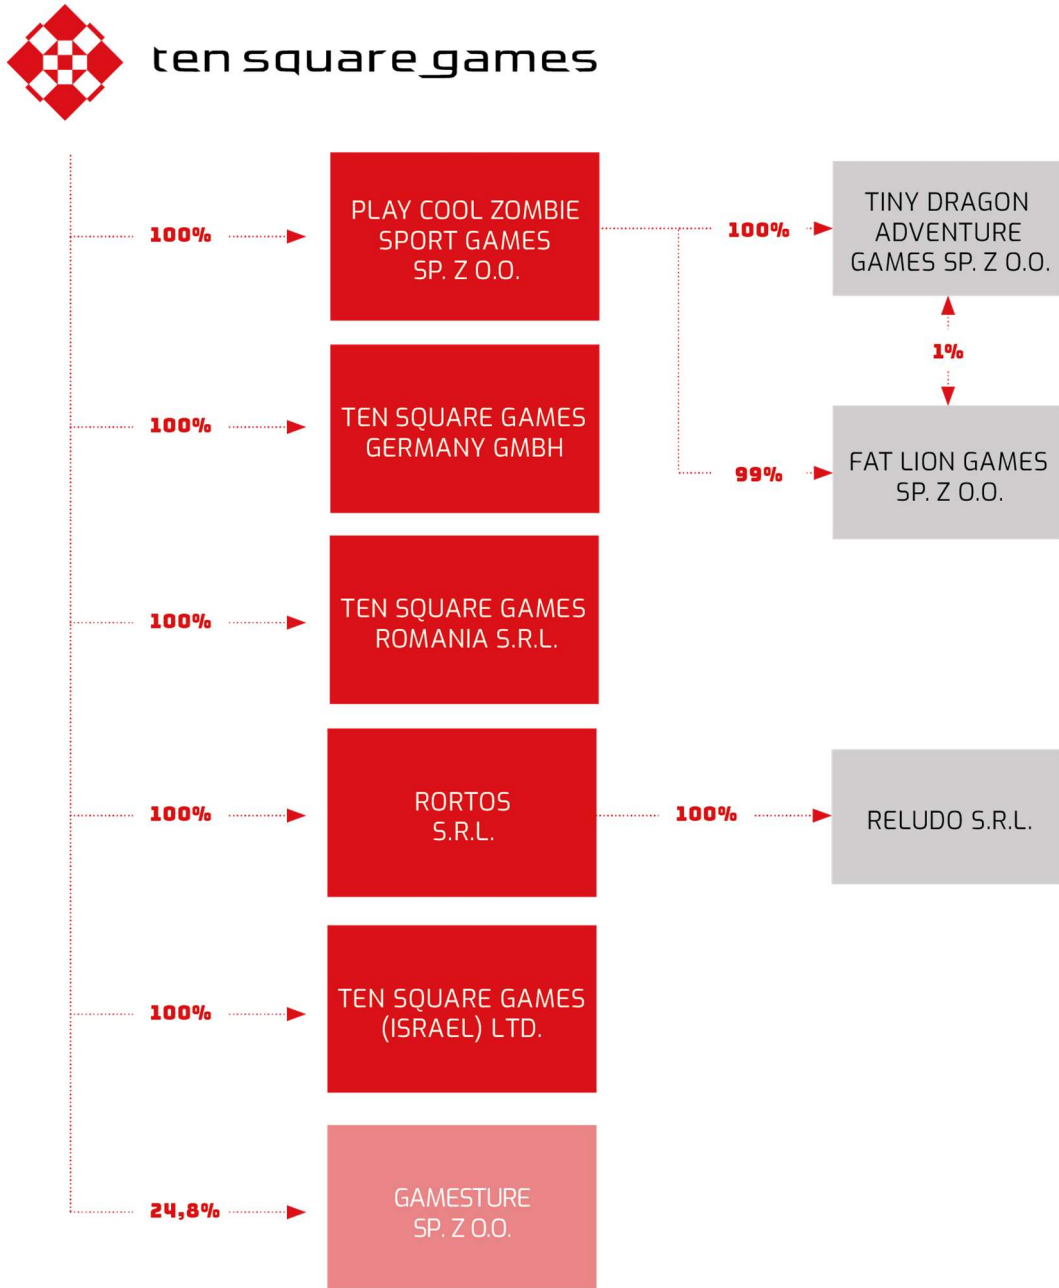 ten square games
100%
PLAY COOL ZOMBIE
SPORT GAMES
SP. Z O.O.
100%
TINY DRAGON
ADVENTURE
GAMES SP. Z O.O.
1%
100%
TEN SQUARE GAMES
GERMANY GMBH
99%
FAT LION GAMES
SP. Z O.O.
100%
TEN SQUARE GAMES
ROMANIA S.R.L.
100%
RORTOS
S.R.L.
100%
RELUDO S.R.L.
100%
TEN SQUARE GAMES
(ISRAEL) LTD.
24,8%
GAMESTURE
SP. Z O.O.